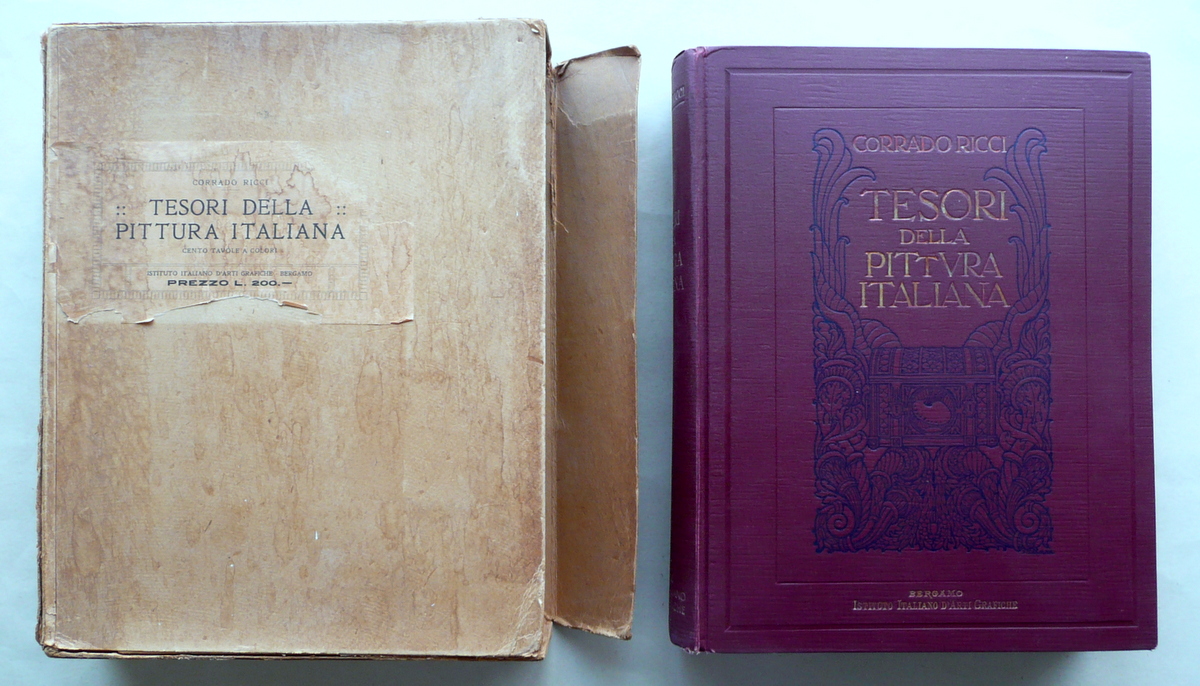 CORRADO RICCI
:: TESORI DELLA ::
PITTURA ITALIANA
CENTO TAVOLE A COLORI
ISTITUTO ITALIANO D'ARTI GRAFICHE BERGAMO
PREZZO L. 200.—
CORRADO RICCI
TESORI
DELLA
PITTVRA
ITALIANA
BERGAMO
ISTITUTO ITALIANO D'ARTI GRAFICHE